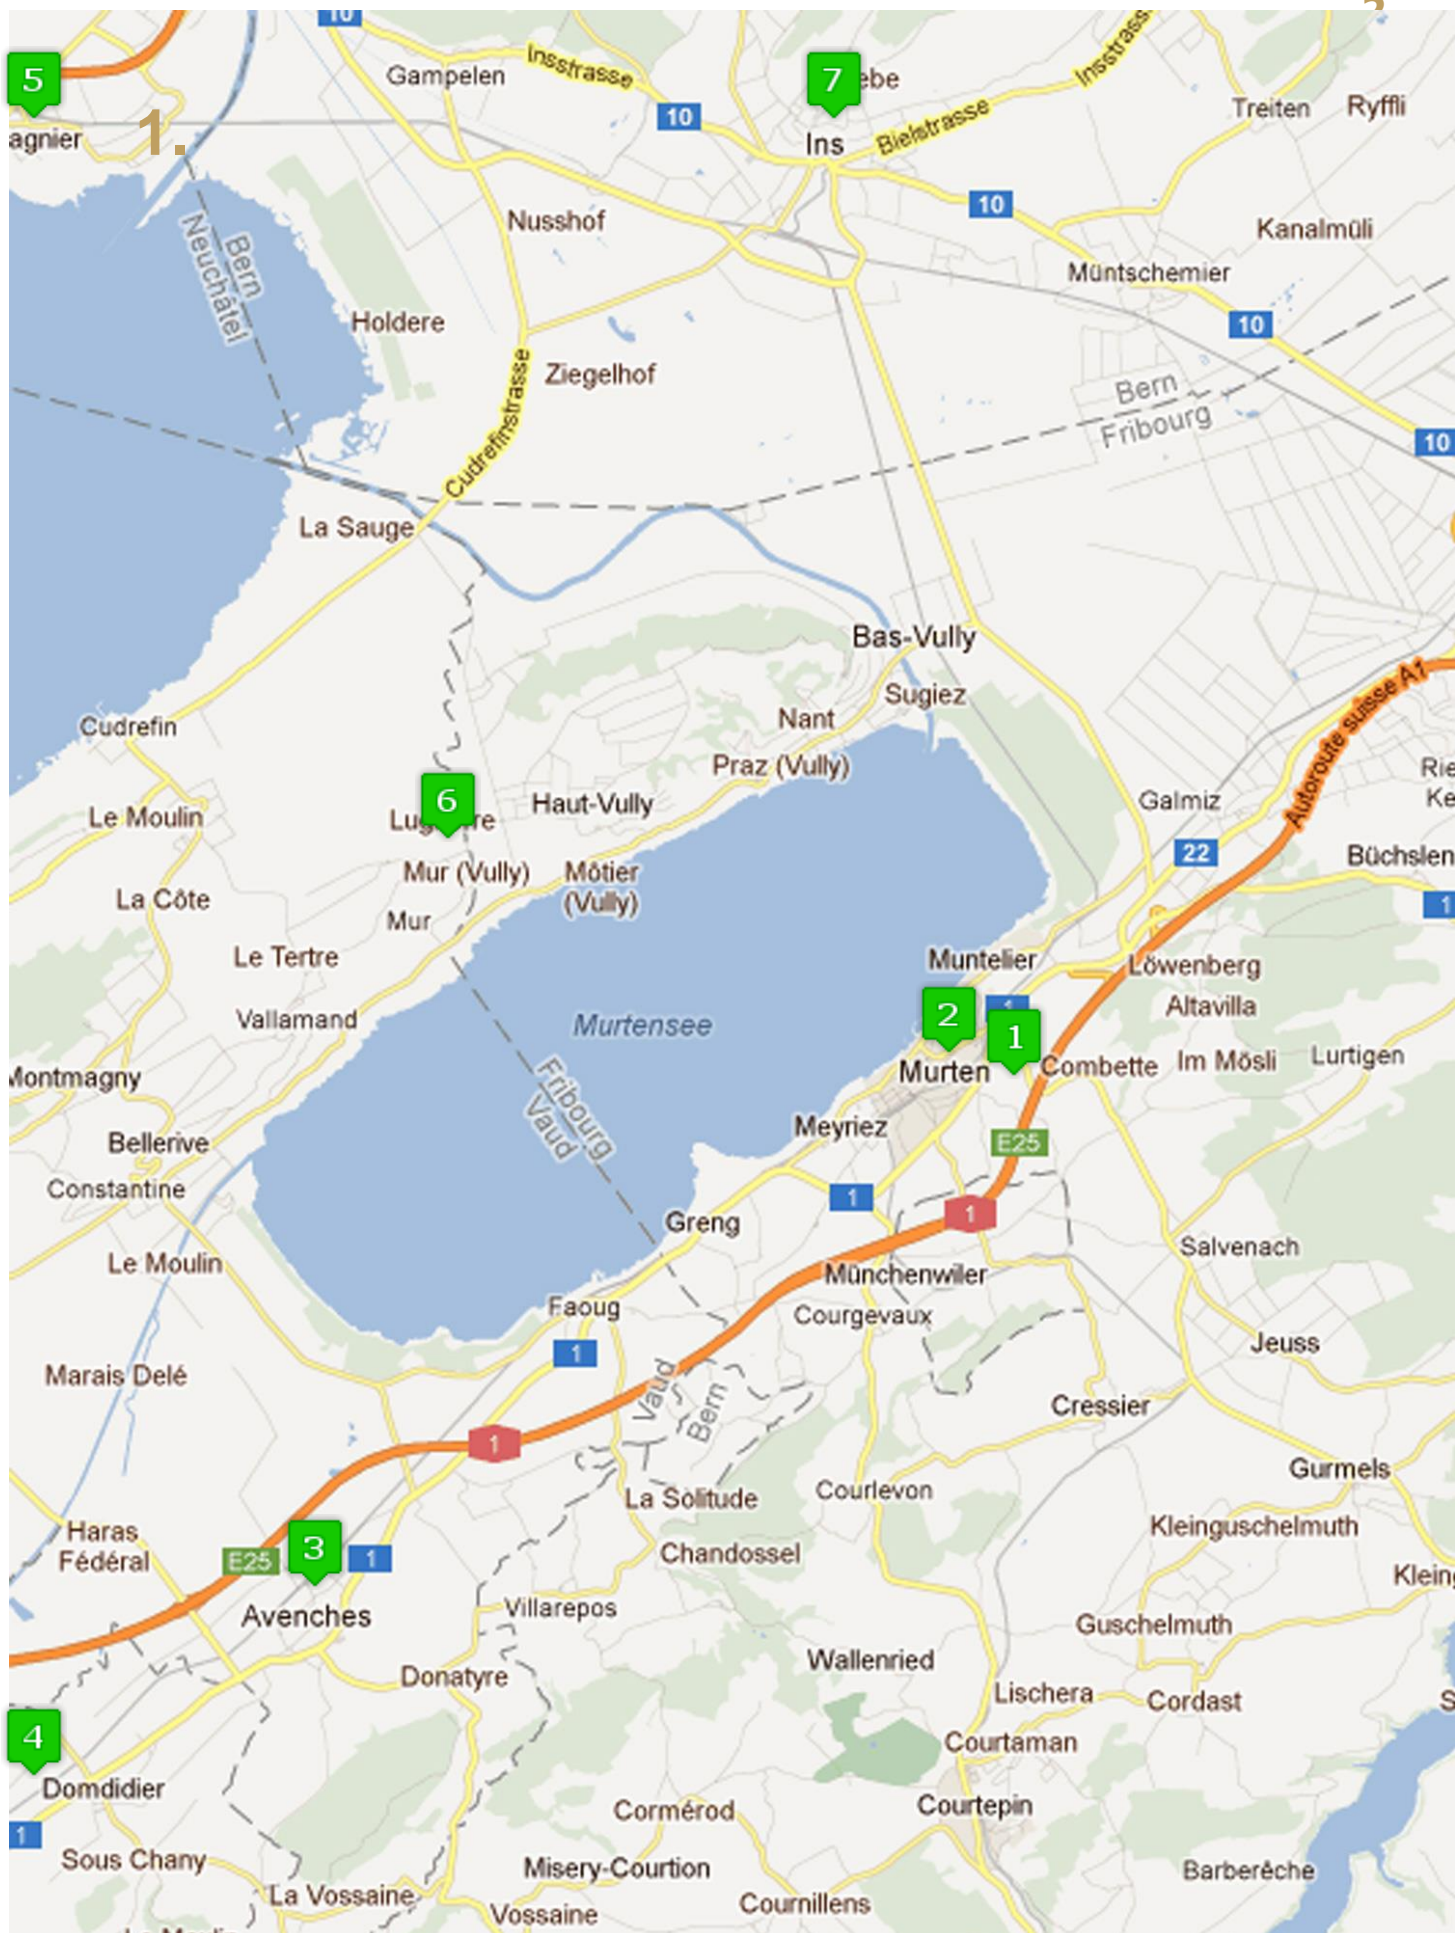 10
5
Gampelen
Insstrasse
7
Insstrasse
10
Treiten
Ryffli
agnier
1.
Ins
Bielstrasse
10
Nusshof
Kanalmüli
Bern
Neuchâtel
Müntschemier
Holdere
10
Ziegelhof
Bern
Fribourg
10
Cudrefinstrasse
La Sauge
Bas-Vully
Sugiez
Autoroute suisse A1
Cudrefin
Nant
Praz (Vully)
6
Haut-Vully
Galmiz
Le Moulin
22
Büchslen
Mur (Vully)
Môtier
(Vully)
La Côte
1
Mur
Le Tertre
Muntelier
Löwenberg
Altavilla
2
1
1
Vallamand
Murtensee
Murten
Combette
Im Mösli
Lurtigen
Montmagny
Fribourg
Vaud
Bellerive
Meyriez
E25
Constantine
1
1
Greng
Salvenach
Le Moulin
Münchenwiler
Faoug
Courgevaux
1
Jeuss
Marais Delé
Vaud
Bern
Cressier
1
Gurmels
La Solitude
Courlevon
Haras
Fédéral
Kleinguschelmuth
3
E25
1
Chandossel
Klein
Avenches
Villarepos
Guschelmuth
Donatyre
Wallenried
Lischera
Cordast
4
Courtaman
Domdidier
Cormérod
Courtepin
1
Sous Chany
Misery-Courtion
Barberêche
La Vossaine
Vossaine
Cournillens